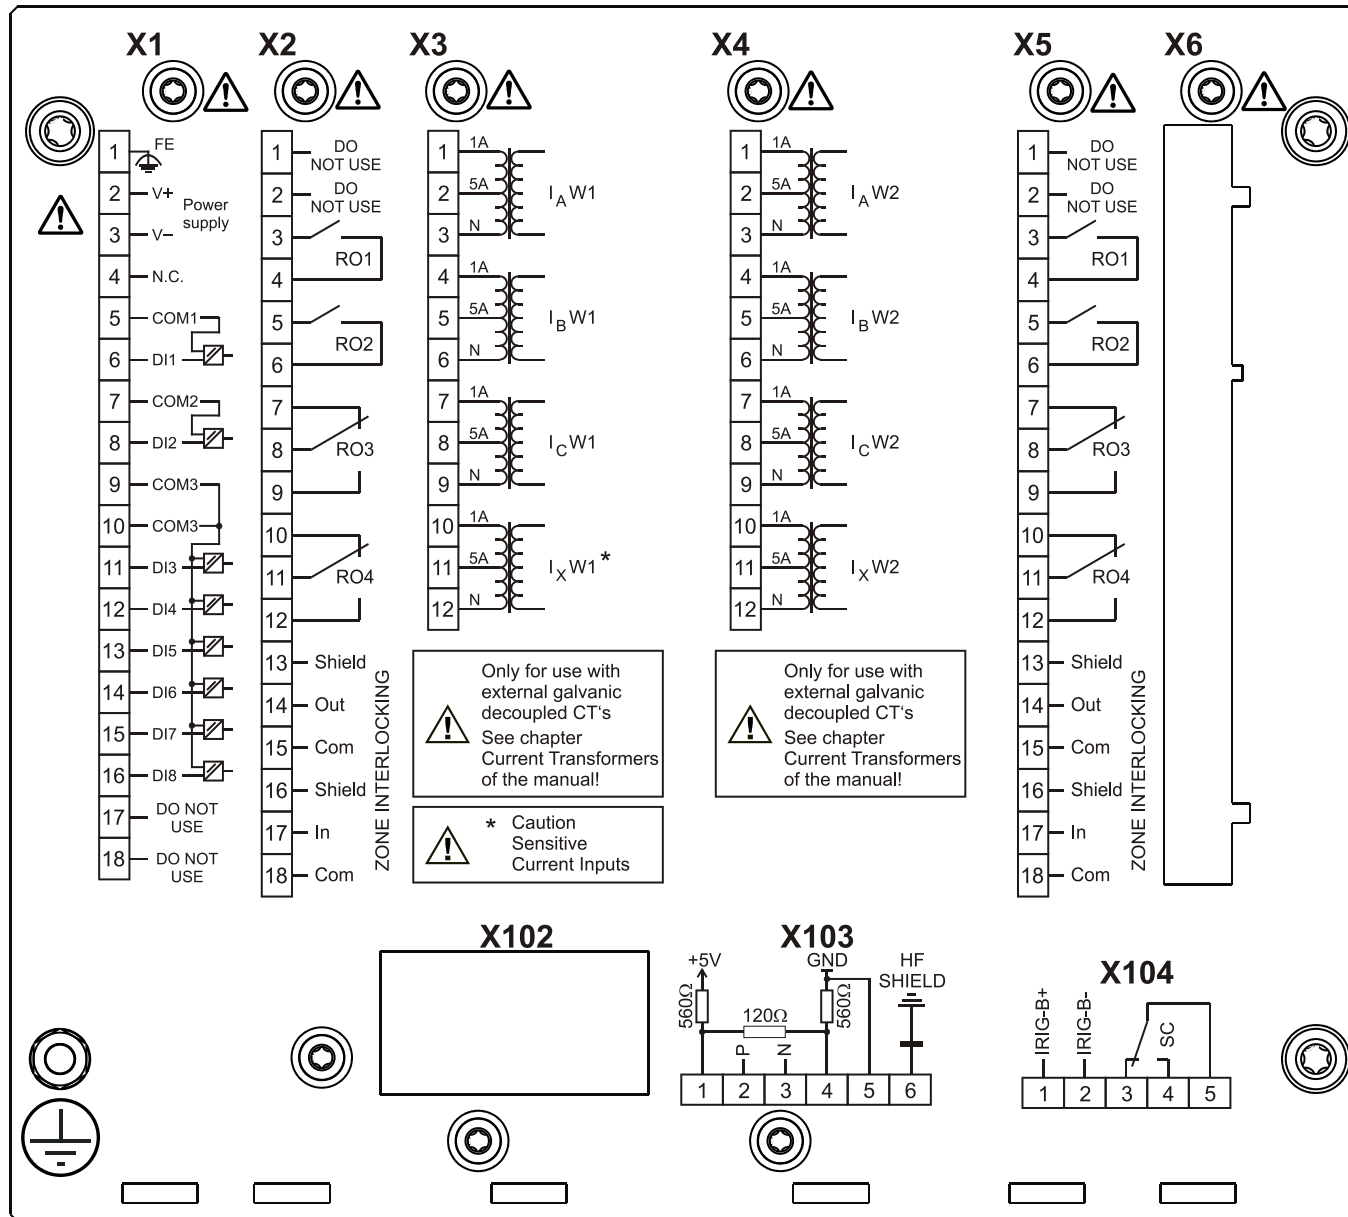 X1
X2
X3
X4
X5
X6
1 FE
2 V+
Power
supply
3 V−
4 N.C.
5 COM1
6 DI1
7 COM2
8 DI2
9 COM3
10 COM3
11 DI3
12 DI4
13 DI5
14 DI6
15 DI7
16 DI8
17 DO NOT
USE
18 DO NOT
USE
1 DO
NOT USE
2 DO
NOT USE
3
RO1
4
5
RO2
6
7
8 RO3
9
10
11 RO4
12
13 Shield
14 Out
15 Com
16 Shield
17 In
18 Com
ZONE INTERLOCKING
1 1A
2 5A IAW1
3 N
4 1A
5 5A IBW1
6 N
7 1A
8 5A ICW1
9 N
10 1A
11 5A IXW1*
12 N
Only for use with
external galvanic
decoupled CT‘s
See chapter
Current Transformers
of the manual!
* Caution
Sensitive
Current Inputs
1 1A
2 5A IAW2
3 N
4 1A
5 5A IBW2
6 N
7 1A
8 5A ICW2
9 N
10 1A
11 5A IXW2
12 N
Only for use with
external galvanic
decoupled CT‘s
See chapter
Current Transformers
of the manual!
1 DO
NOT USE
2 DO
NOT USE
3
RO1
4
5
RO2
6
7
8 RO3
9
10
11 RO4
12
13 Shield
14 Out
15 Com
16 Shield
17 In
18 Com
ZONE INTERLOCKING
X102
X103
+5V
GND
HF
SHIELD
560Ω
120Ω
560Ω
P
N
1 2 3 4 5 6
X104
IRIG-B+
IRIG-B-
SC
1 2 3 4 5